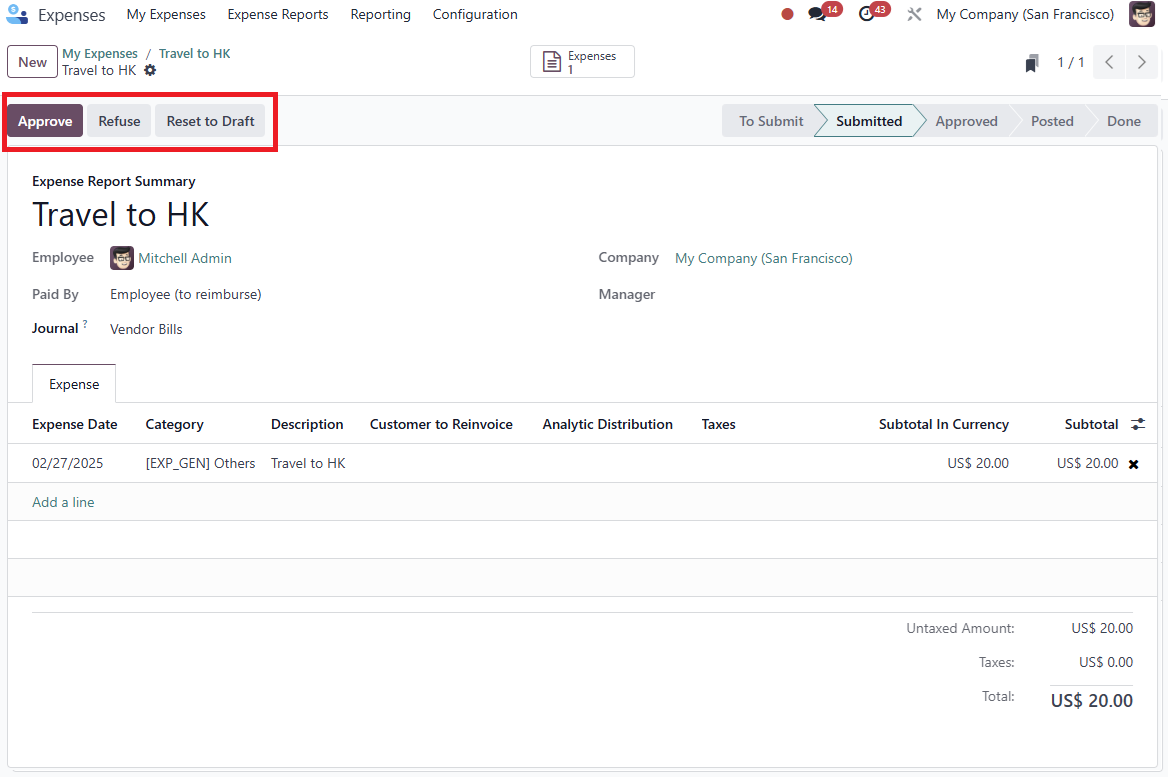 Expenses My Expenses Expense Reports Reporting Configuration 14 43 My Company (San Francisco)
New My Expenses / Travel to HK
Travel to HK
Expenses
1
1 / 1
Approve Refuse Reset to Draft To Submit Submitted Approved Posted Done
Expense Report Summary
Travel to HK
Employee Mitchell Admin Company My Company (San Francisco)
Paid By Employee (to reimburse) Manager
Journal ? Vendor Bills
Expense
Expense Date Category Description Customer to Reinvoice Analytic Distribution Taxes Subtotal In Currency Subtotal
02/27/2025 [EXP_GEN] Others Travel to HK US$ 20.00 US$ 20.00
Add a line
Untaxed Amount: US$ 20.00
Taxes: US$ 0.00
Total: US$ 20.00